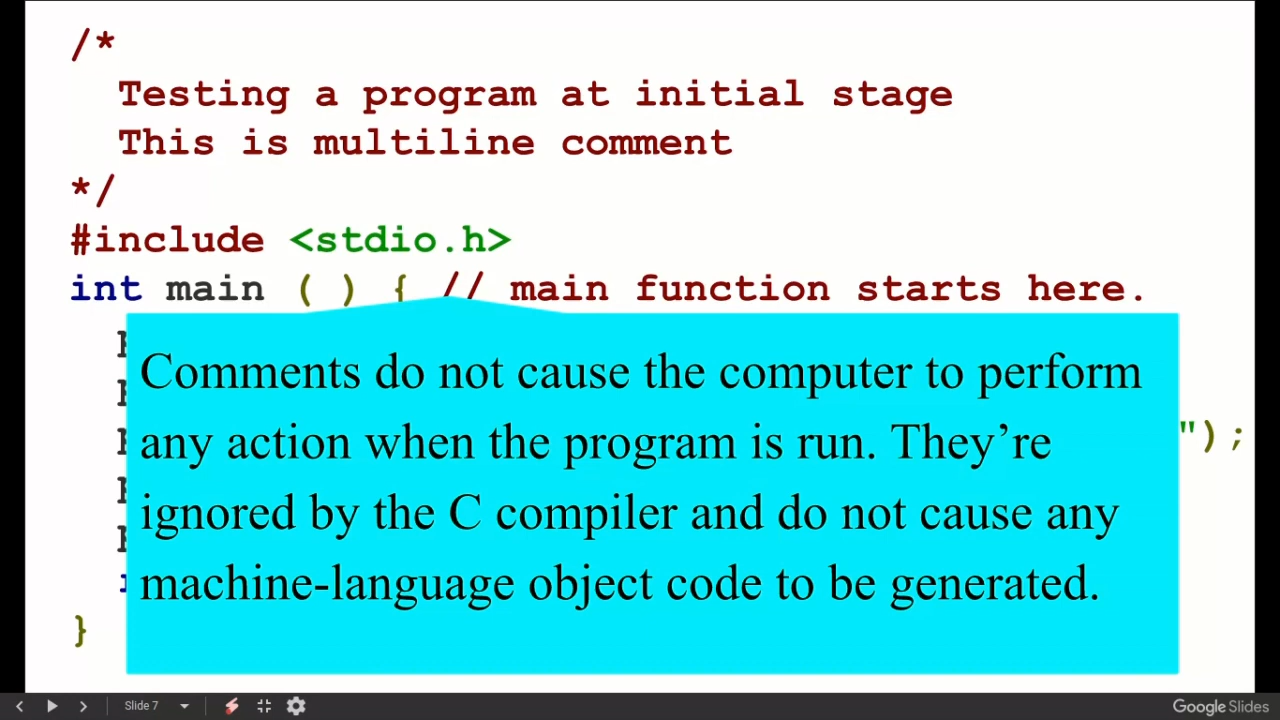 /*
Testing a program at initial stage
This is multiline comment
*/
#include <stdio.h>
int main ( ) { // main function starts here.
Comments do not cause the computer to perform
any action when the program is run. They’re
");
ignored by the C compiler and do not cause any
machine-language object code to be generated.
}
Slide 7
Google Slides